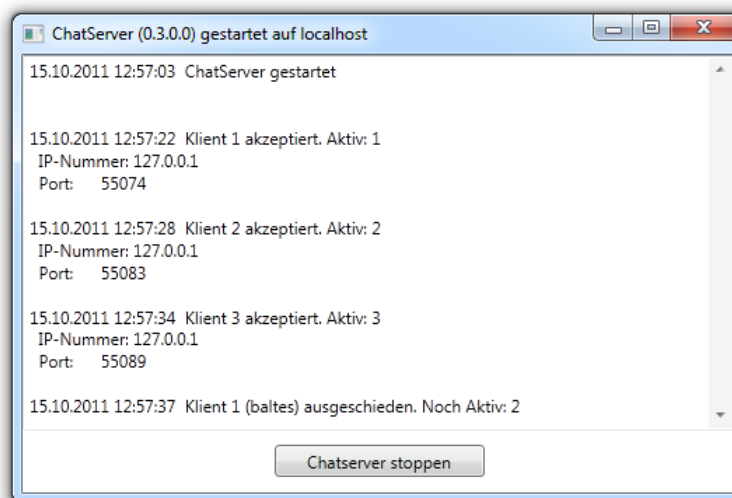 ChatServer (0.3.0.0) gestartet auf localhost
15.10.2011 12:57:03 ChatServer gestartet
15.10.2011 12:57:22 Klient 1 akzeptiert. Aktiv: 1
IP-Nummer: 127.0.0.1
Port: 55074
15.10.2011 12:57:28 Klient 2 akzeptiert. Aktiv: 2
IP-Nummer: 127.0.0.1
Port: 55083
15.10.2011 12:57:34 Klient 3 akzeptiert. Aktiv: 3
IP-Nummer: 127.0.0.1
Port: 55089
15.10.2011 12:57:37 Klient 1 (baltes) ausgeschieden. Noch Aktiv: 2
Chatserver stoppen